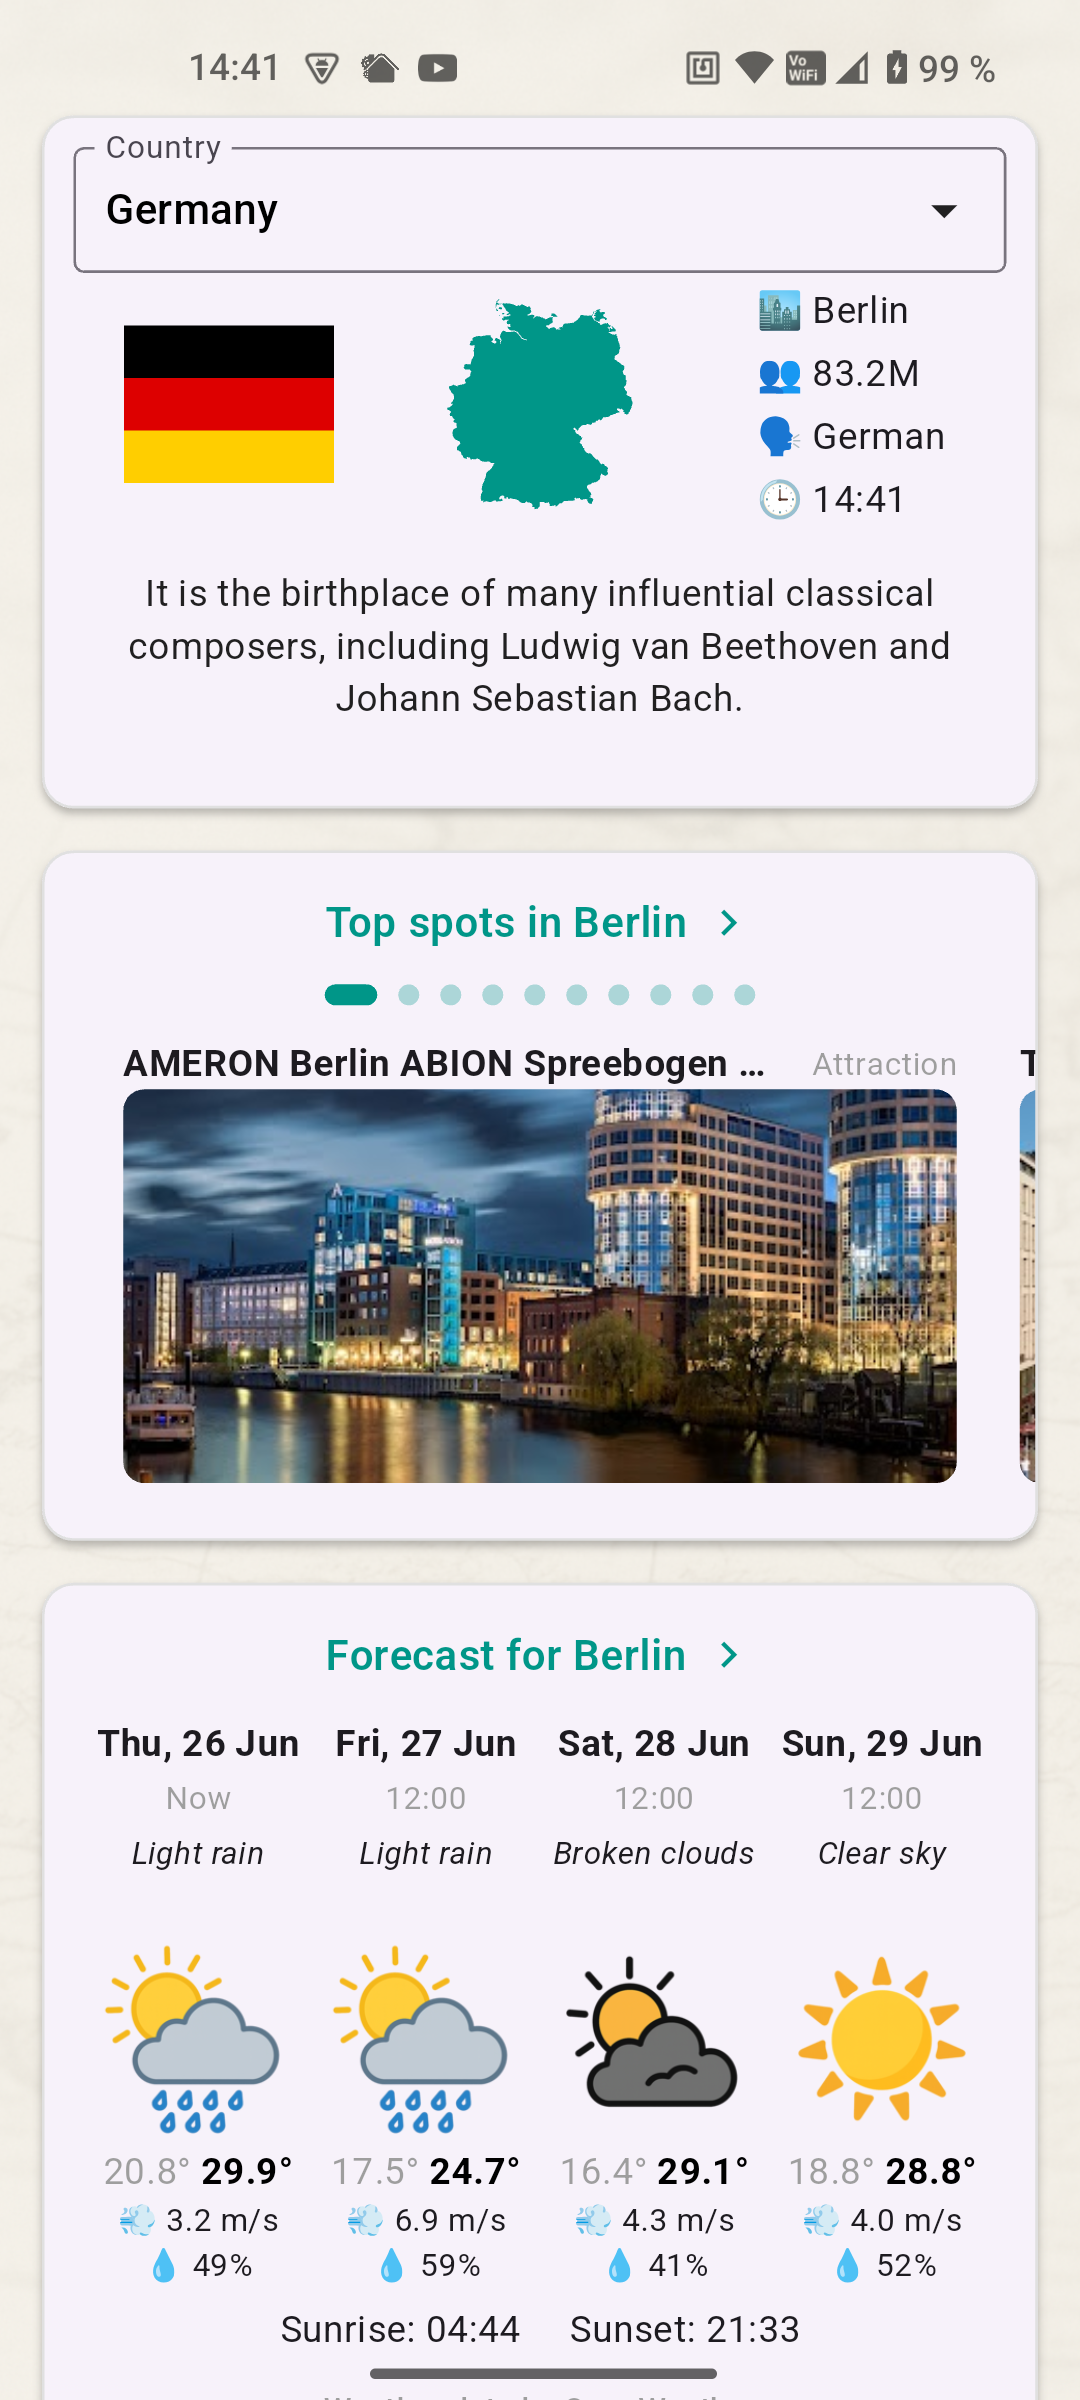 14:41
Vo WiFi
99 %
Country
Germany
Berlin
83.2M
German
14:41
It is the birthplace of many influential classical
composers, including Ludwig van Beethoven and
Johann Sebastian Bach.
Top spots in Berlin
AMERON Berlin ABION Spreebogen … Attraction T
Forecast for Berlin
Thu, 26 Jun Fri, 27 Jun Sat, 28 Jun Sun, 29 Jun
Now 12:00 12:00 12:00
Light rain Light rain Broken clouds Clear sky
20.8° 29.9° 17.5° 24.7° 16.4° 29.1° 18.8° 28.8°
3.2 m/s 6.9 m/s 4.3 m/s 4.0 m/s
49% 59% 41% 52%
Sunrise: 04:44 Sunset: 21:33